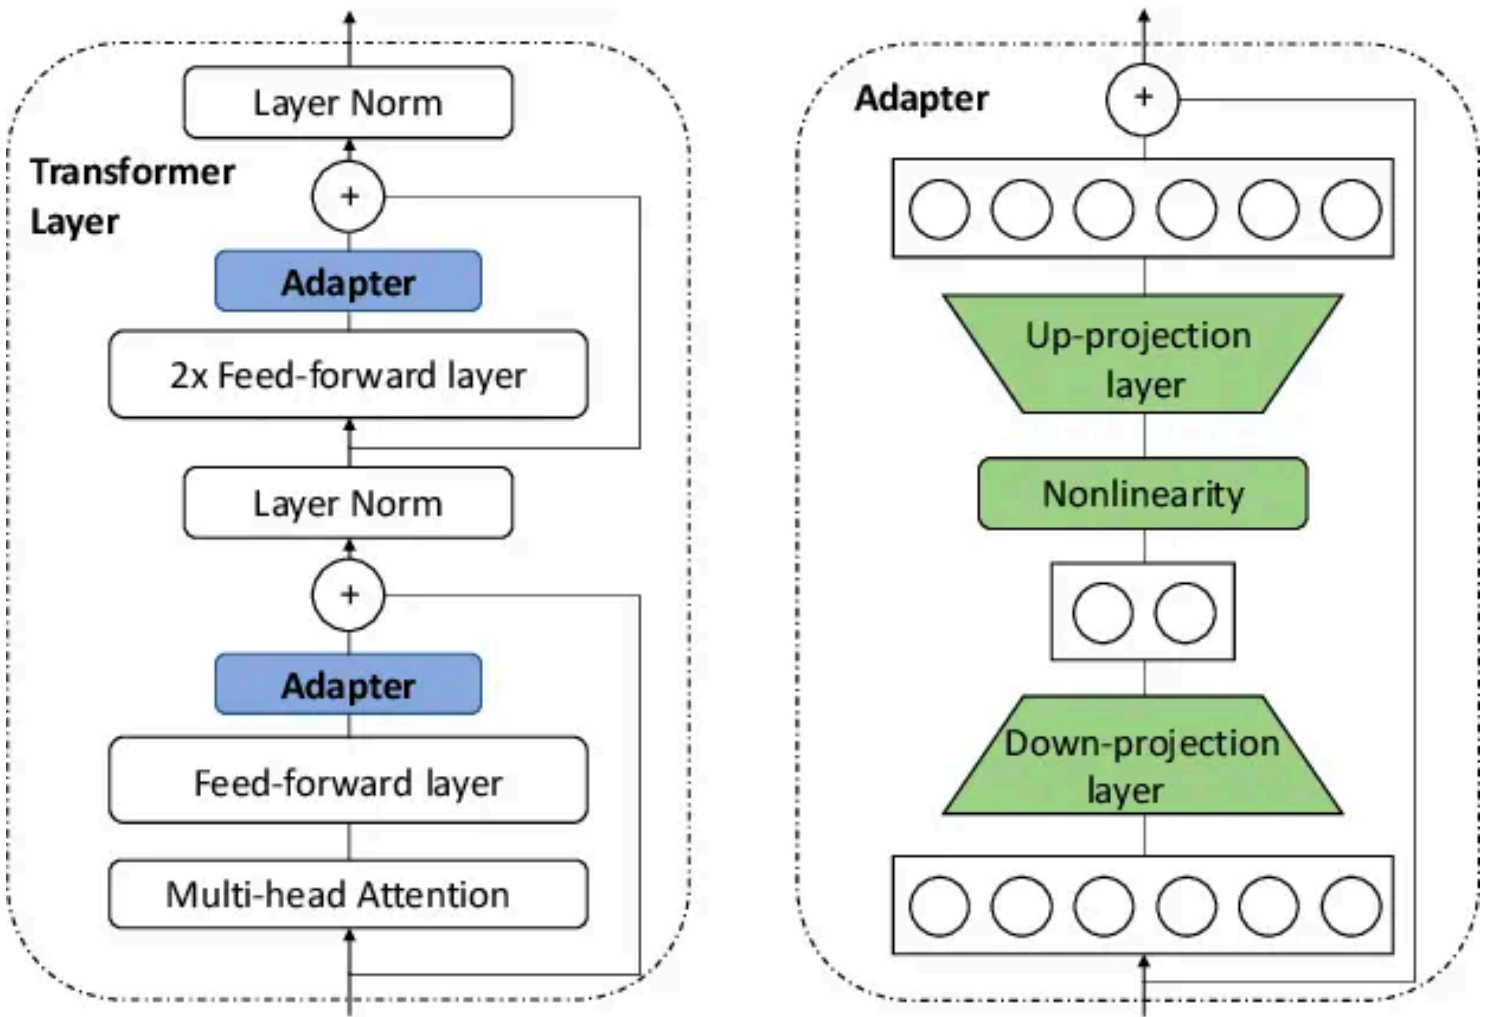 Layer Norm
Transformer
Layer
+
Adapter
2x Feed-forward layer
Layer Norm
+
Adapter
Feed-forward layer
Multi-head Attention
Adapter
+
Up-projection
layer
Nonlinearity
Down-projection
layer